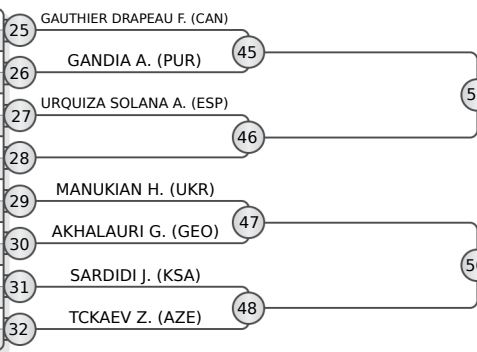 25
GAUTHIER DRAPEAU F. (CAN)
45
26
GANDIA A. (PUR)
27
URQUIZA SOLANA A. (ESP)
46
28
29
MANUKIAN H. (UKR)
47
30
AKHALAURI G. (GEO)
31
SARDIDI J. (KSA)
48
32
TCKAEV Z. (AZE)